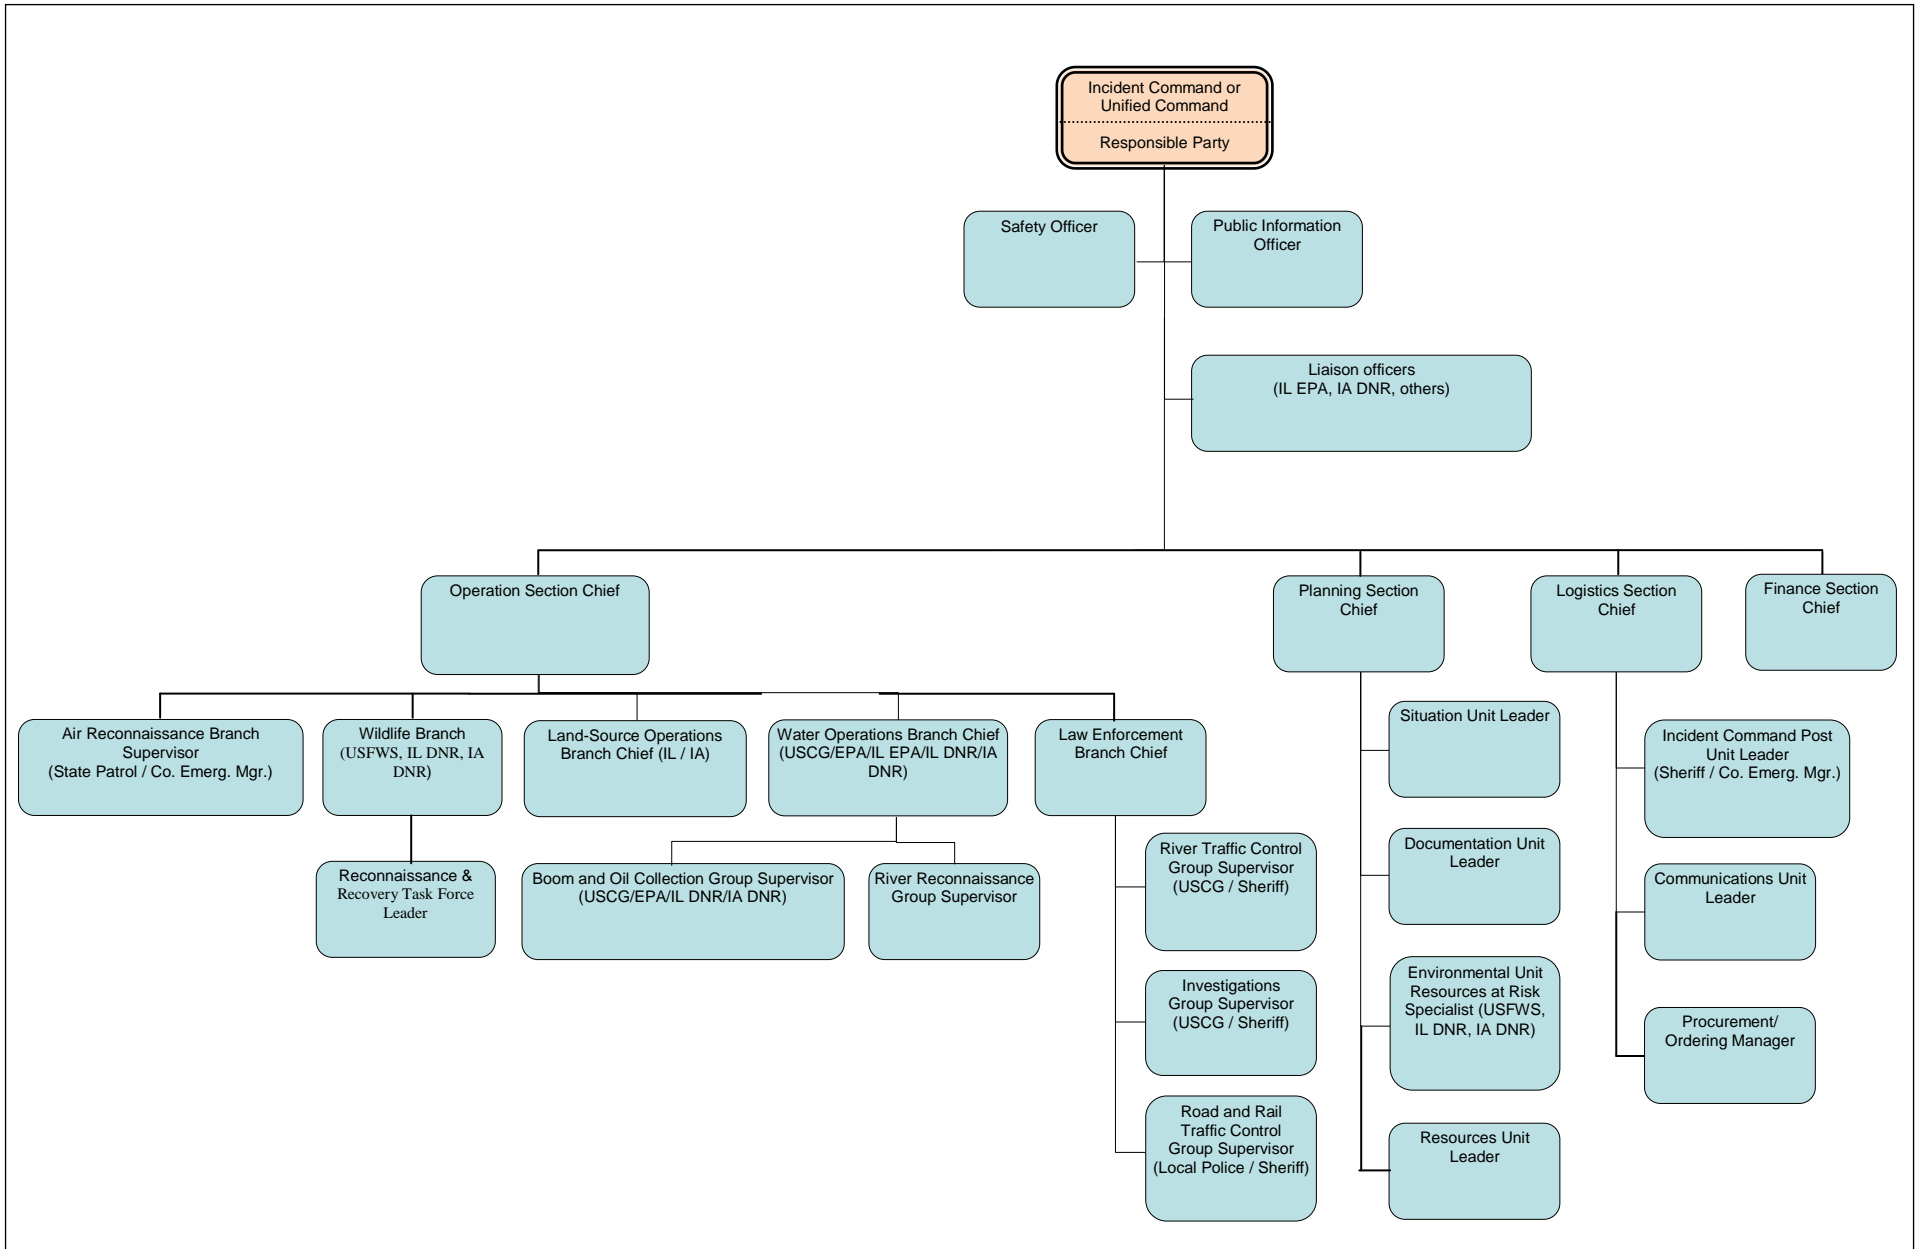 Incident Command or
Unified Command
Responsible Party
Safety Officer
Public Information
Officer
Liaison officers
(IL EPA, IA DNR, others)
Operation Section Chief
Planning Section
Chief
Logistics Section
Chief
Finance Section
Chief
Air Reconnaissance Branch
Supervisor
(State Patrol / Co. Emerg. Mgr.)
Wildlife Branch
(USFWS, IL DNR, IA
DNR)
Land-Source Operations
Branch Chief (IL / IA)
Water Operations Branch Chief
(USCG/EPA/IL EPA/IL DNR/IA
DNR)
Law Enforcement
Branch Chief
Reconnaissance &
Recovery Task Force
Leader
Boom and Oil Collection Group Supervisor
(USCG/EPA/IL DNR/IA DNR)
River Reconnaissance
Group Supervisor
River Traffic Control
Group Supervisor
(USCG / Sheriff)
Investigations
Group Supervisor
(USCG / Sheriff)
Road and Rail
Traffic Control
Group Supervisor
(Local Police / Sheriff)
Situation Unit Leader
Documentation Unit
Leader
Environmental Unit
Resources at Risk
Specialist (USFWS,
IL DNR, IA DNR)
Resources Unit
Leader
Incident Command Post
Unit Leader
(Sheriff / Co. Emerg. Mgr.)
Communications Unit
Leader
Procurement/
Ordering Manager